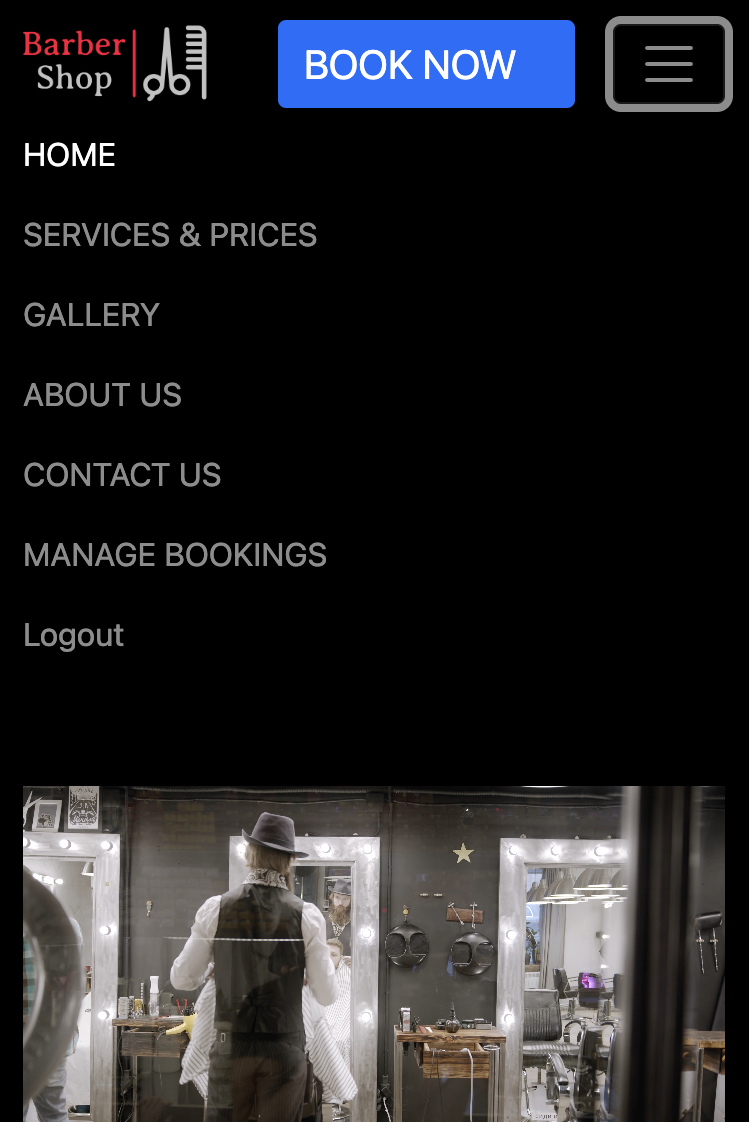 Barber
Shop
BOOK NOW
HOME
SERVICES & PRICES
GALLERY
ABOUT US
CONTACT US
MANAGE BOOKINGS
Logout